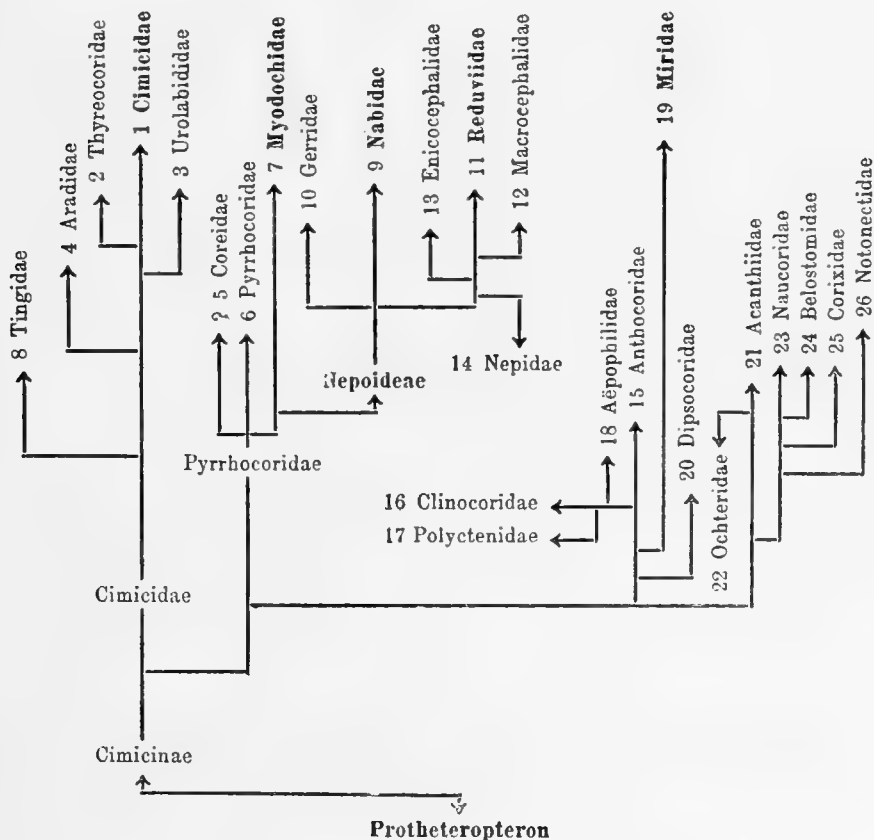 8 Tingidae
4 Aradidae
2 Thyreocoridae
1 Cimicidae
3 Urolabididae
? 5 Coreidae
6 Pyrrhocoridae
7 Myodochidae
10 Gerridae
9 Nabidae
13 Enicocephalidae
11 Reduviidae
12 Macrocephalidae
14 Nepidae
Nepoideae
Pyrrhocoridae
18 Aëpophilidae
15 Anthocoridae
19 Miridae
20 Dipsocoridae
16 Clinocoridae
17 Polyctenidae
22 Ochteridae
21 Acanthiidae
23 Naucoridae
24 Belostomidae
25 Corixidae
26 Notonectidae
Cimicidae
Cimicinae
Protheteropteron